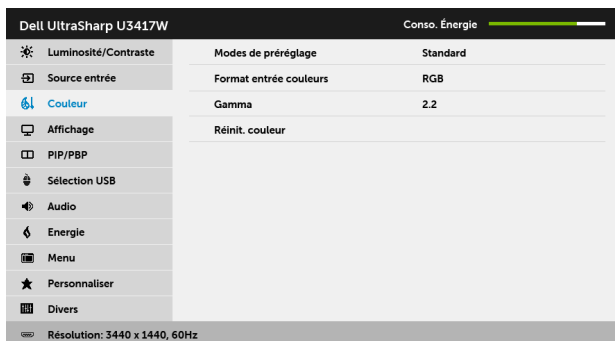 Dell UltraSharp U3417W Conso. Énergie
Luminosité/Contraste Modes de préréglage Standard
Source entrée Format entrée couleurs RGB
Couleur Gamma 2.2
Affichage Réinit. couleur
PIP/PBP
Sélection USB
Audio
Energie
Menu
Personnaliser
Divers
Résolution: 3440 x 1440, 60Hz